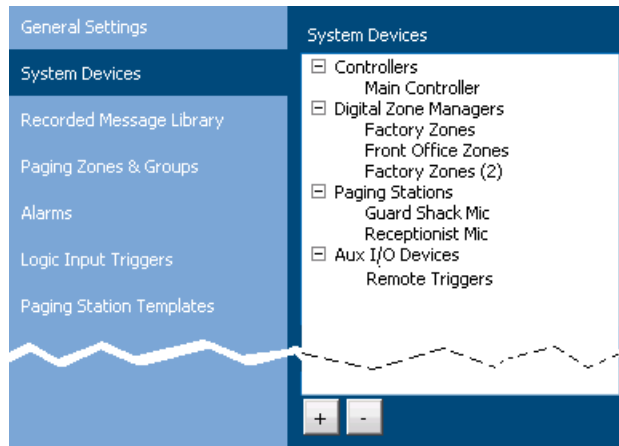 General Settings
System Devices
Recorded Message Library
Paging Zones & Groups
Alarms
Logic Input Triggers
Paging Station Templates
System Devices
Controllers
Main Controller
Digital Zone Managers
Factory Zones
Front Office Zones
Factory Zones (2)
Paging Stations
Guard Shack Mic
Receptionist Mic
Aux I/O Devices
Remote Triggers
+ -